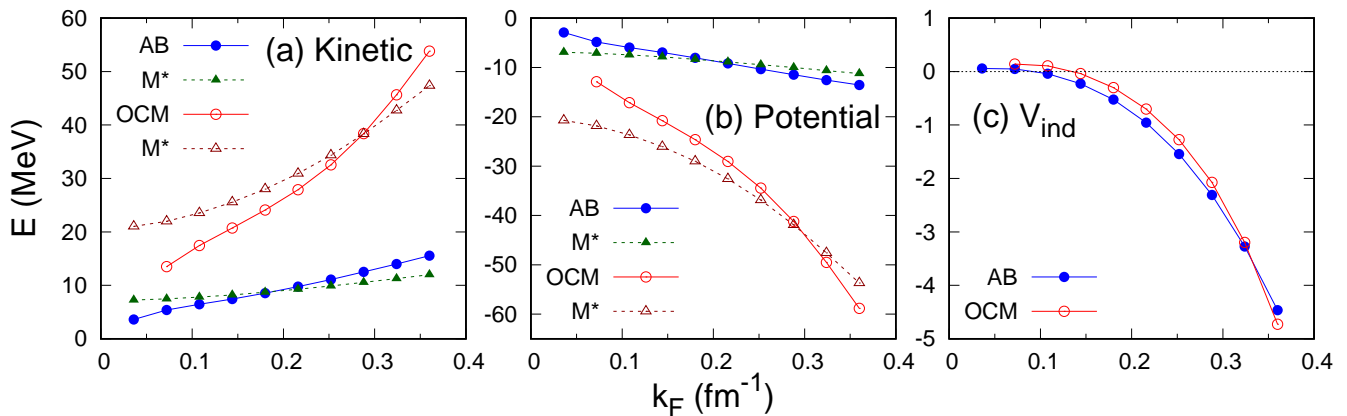 E (MeV)
60
50
40
30
20
10
0
0
0.1
0.2
0.3
0.4
(a) Kinetic
AB
M*
OCM
M*
0
-10
-20
-30
-40
-50
-60
0
0.1
0.2
0.3
0.4
(b) Potential
AB
M*
OCM
M*
k_F (fm^-1)
1
0
-1
-2
-3
-4
-5
0
0.1
0.2
0.3
0.4
(c) V_ind
AB
OCM